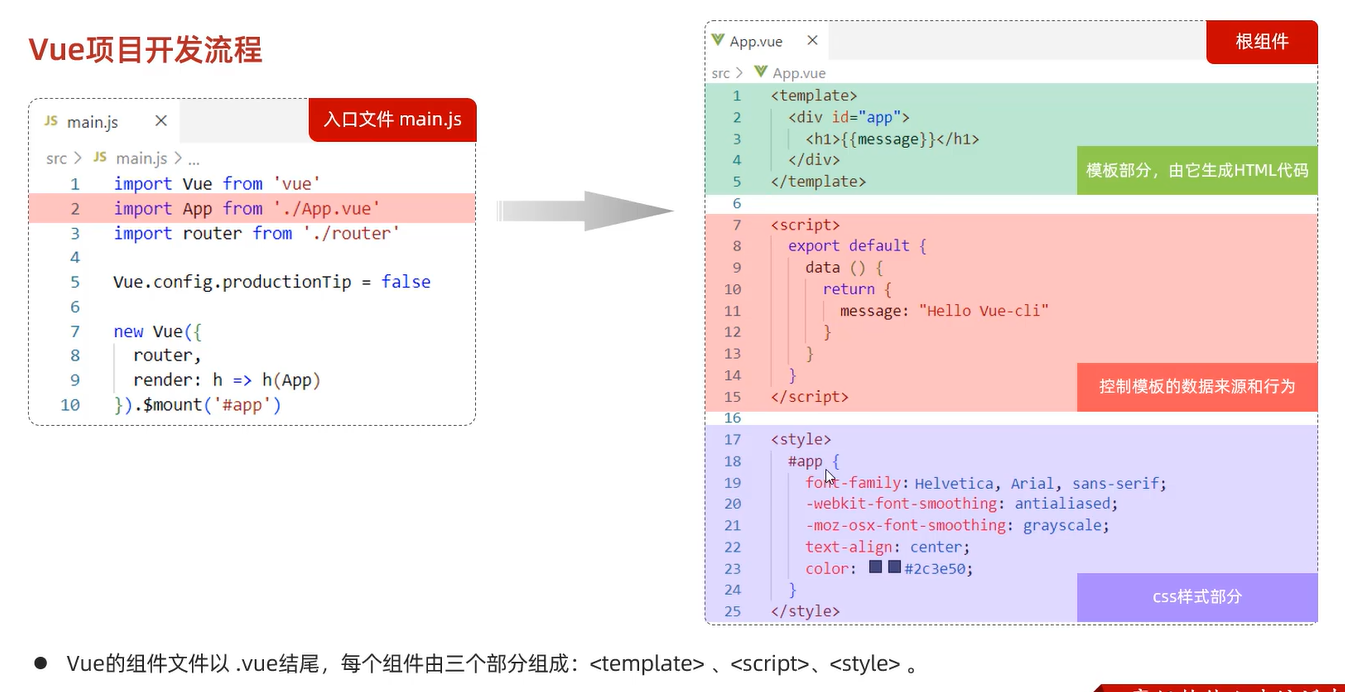 Vue项目开发流程
JS main.js ×
入口文件 main.js
src > JS main.js > ...
1 import Vue from 'vue'
2 import App from './App.vue'
3 import router from './router'
4
5 Vue.config.productionTip = false
6
7 new Vue({
8 router,
9 render: h => h(App)
10 }).$mount('#app')
App.vue ×
根组件
src > App.vue
1 <template>
2 <div id="app">
3 <h1>{{message}}</h1>
4 </div>
5 </template>
模板部分，由它生成HTML代码
6
7 <script>
8 export default {
9 data () {
10 return {
11 message: "Hello Vue-cli"
12 }
13 }
14 }
15 </script>
控制模板的数据来源和行为
16
17 <style>
18 #app {
19 font-family: Helvetica, Arial, sans-serif;
20 -webkit-font-smoothing: antialiased;
21 -moz-osx-font-smoothing: grayscale;
22 text-align: center;
23 color: #2c3e50;
24 }
25 </style>
css样式部分
● Vue的组件文件以 .vue结尾，每个组件由三个部分组成：<template> 、<script>、<style> 。